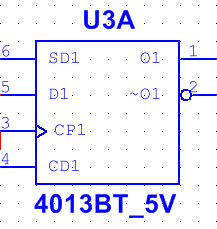 U3A
6 SD1 O1 1
5 D1 ~O1 2
3 CP1
4 CD1
4013BT_5V